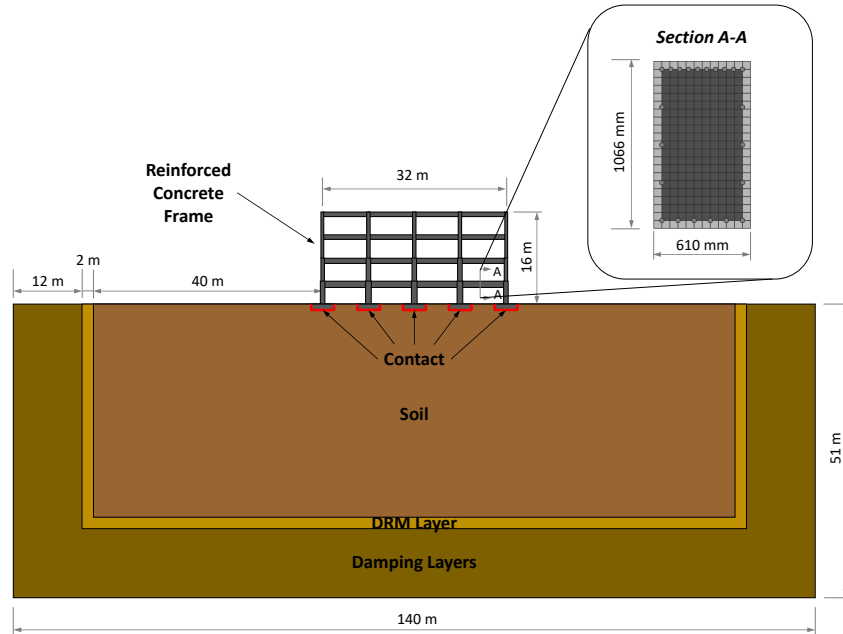 Section A-A
1066 mm
610 mm
Reinforced
Concrete
Frame
32 m
16 m
A
A
2 m
12 m
40 m
Contact
Soil
51 m
DRM Layer
Damping Layers
140 m